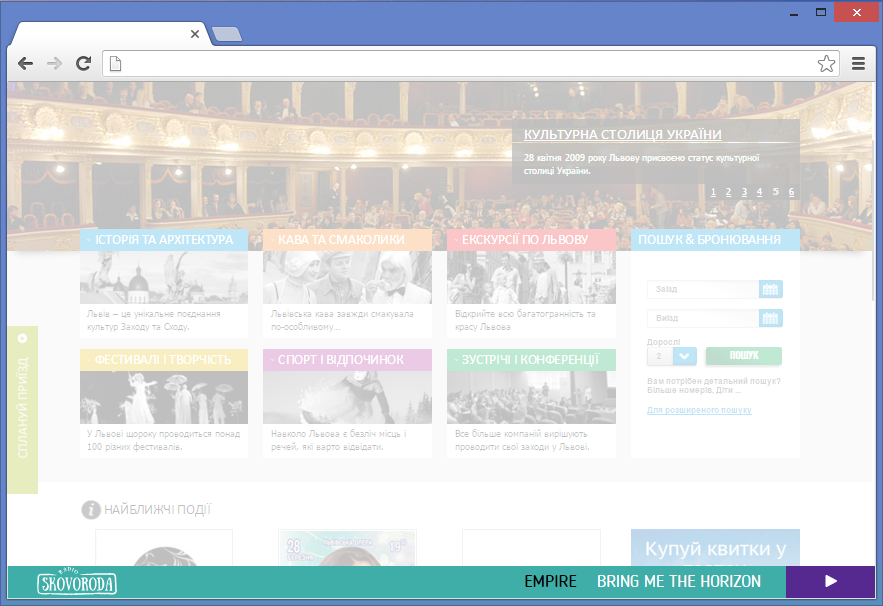 КУЛЬТУРНА СТОЛИЦЯ УКРАЇНИ
28 квітня 2009 року Львову присвоєно статус культурної
столиці України.
1 2 3 4 5 6
ІСТОРІЯ ТА АРХІТЕКТУРА
Львів – це унікальне поєднання
культур Заходу та Сходу.
КАВА ТА СМАКОЛИКИ
Львівська кава завжди смакувала
по-особливому...
ЕКСКУРСІЇ ПО ЛЬВОВУ
Відкрийте всю багатогранність та
красу Львова
ПОШУК & БРОНЮВАННЯ
Заїзд
Виїзд
Дорослі
2
ПОШУК
Вам потрібен детальний пошук?
Більше номерів, Діти...
Для розширеного пошуку
СПЛАНУЙ ПРИЇЗД
ФЕСТИВАЛІ І ТВОРЧІСТЬ
У Львові щороку проводиться понад
100 різних фестивалів.
СПОРТ І ВІДПОЧИНОК
Навколо Львова є безліч місць і
речей, які варто відвідати.
ЗУСТРІЧІ І КОНФЕРЕНЦІЇ
Все більше компаній вирішують
проводити свої заходи у Львові.
i НАЙБЛИЖЧІ ПОДІЇ
28
19
Купуй квитки у
РАДІО
SKOVORODA
EMPIRE BRING ME THE HORIZON